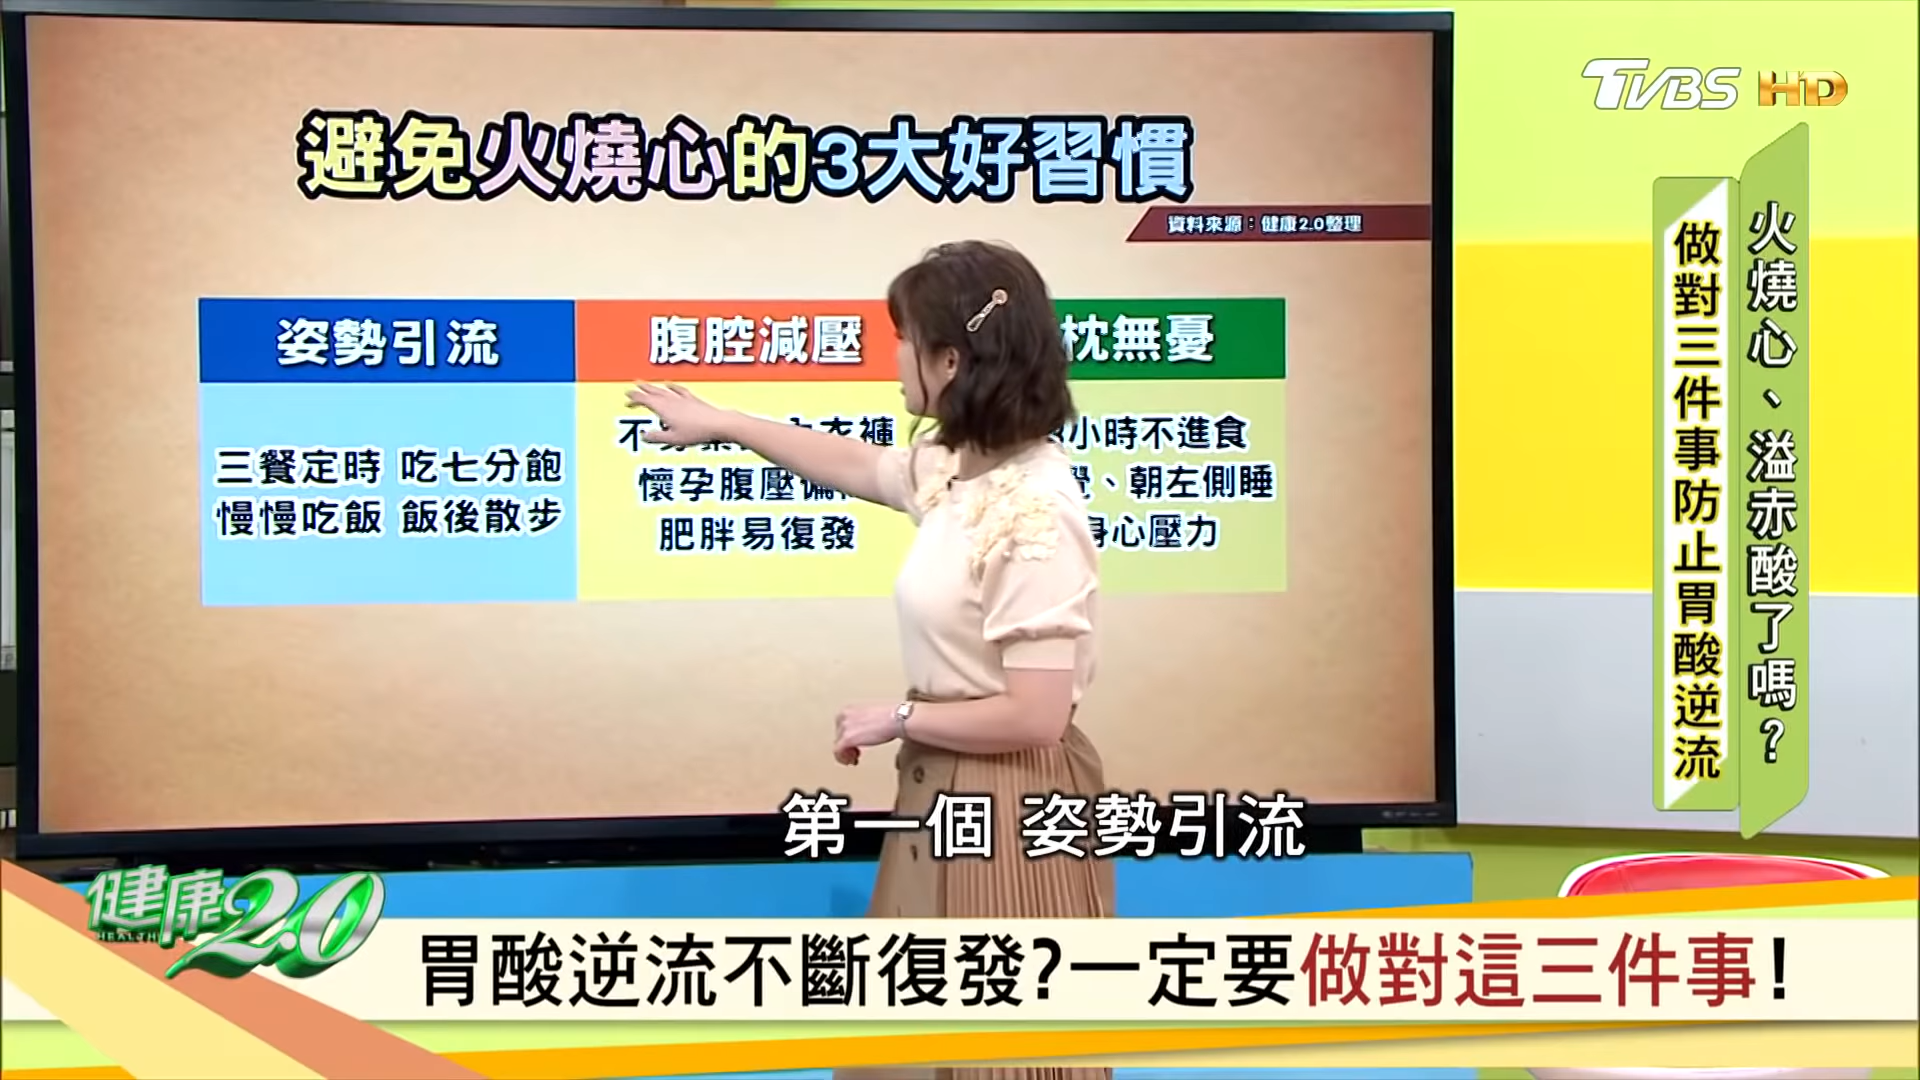 TVBS HD
避免火燒心的3大好習慣
資料來源：健康2.0整理
姿勢引流
三餐定時 吃七分飽
慢慢吃飯 飯後散步
腹腔減壓
不 衣褲
懷孕腹壓偏
肥胖易復發
枕無憂
小時不進食
覺、朝左側睡
身心壓力
火燒心、溢赤酸了嗎？
做對三件事防止胃酸逆流
第一個 姿勢引流
健康2.0
HEALTH
胃酸逆流不斷復發?一定要做對這三件事!